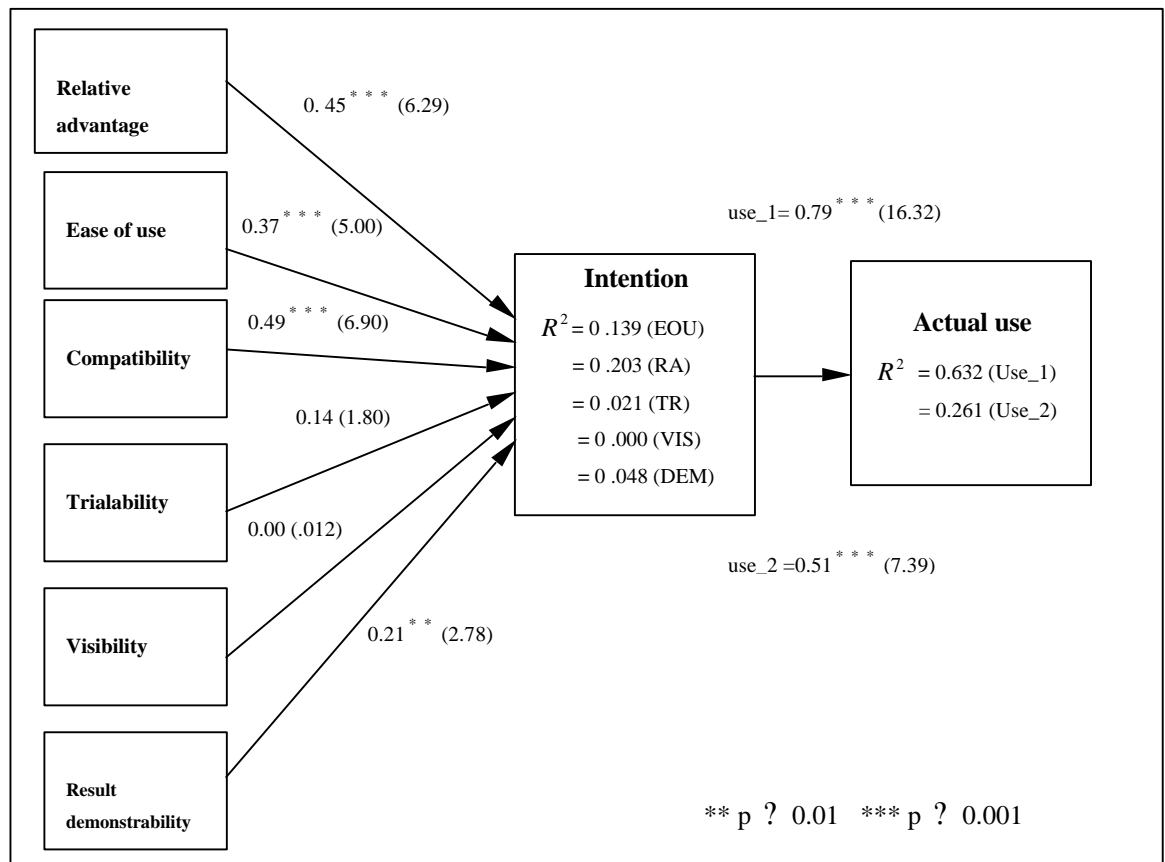 Relative
advantage
0. 45*** (6.29)
Ease of use
0.37*** (5.00)
use_1= 0.79*** (16.32)
Compatibility
0.49*** (6.90)
Intention
R² = 0 .139 (EOU)
= 0 .203 (RA)
= 0 .021 (TR)
= 0 .000 (VIS)
= 0 .048 (DEM)
Actual use
R² = 0.632 (Use_1)
= 0.261 (Use_2)
0.14 (1.80)
Trialability
0.00 (.012)
use_2 =0.51*** (7.39)
Visibility
0.21** (2.78)
Result
demonstrability
** p ? 0.01 *** p ? 0.001